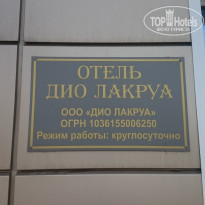 TOP Hotels
ОТЕЛЬ
ДИО ЛАКРУА
ООО «ДИО ЛАКРУА»
ОГРН 1036155006250
Режим работы: круглосуточно